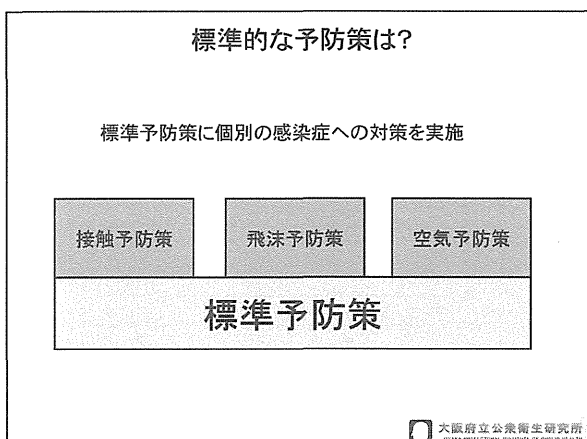 標準的な予防策は?
標準予防策に個別の感染症への対策を実施
接触予防策
飛沫予防策
空気予防策
標準予防策
大阪府立公衆衛生研究所